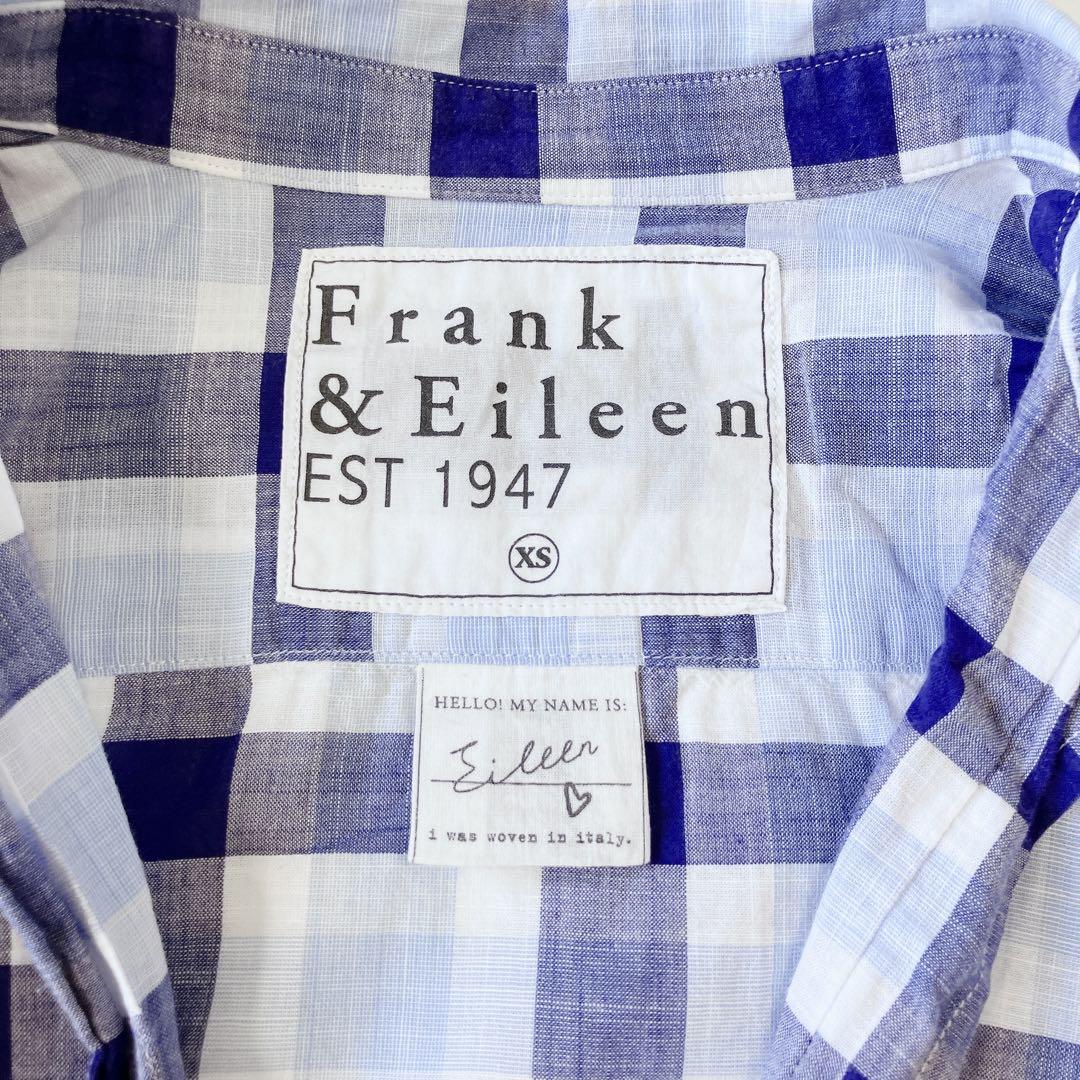 Frank
& Eileen
EST 1947
XS
HELLO! MY NAME IS:
Eileen
i was woven in italy.